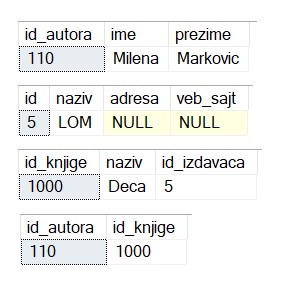 id_autora ime prezime
110 Milena Markovic
id naziv adresa veb_sajt
5 LOM NULL NULL
id_knjige naziv id_izdavaca
1000 Deca 5
id_autora id_knjige
110 1000